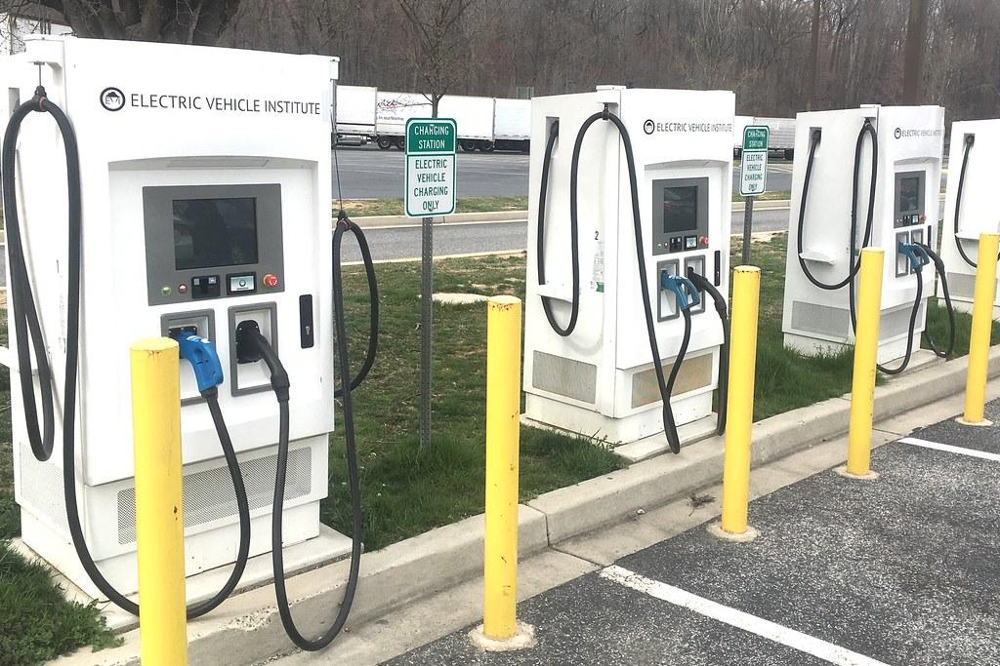 EVI ELECTRIC VEHICLE INSTITUTE
CHARGING
STATION
ELECTRIC
VEHICLE
CHARGING
ONLY
ELECTRIC VEHICLE INSTITUTE
2
CHARGING
STATION
ELECTRIC
VEHICLE
CHARGING
ONLY
ELECTRIC VEHICLE INSTITUTE